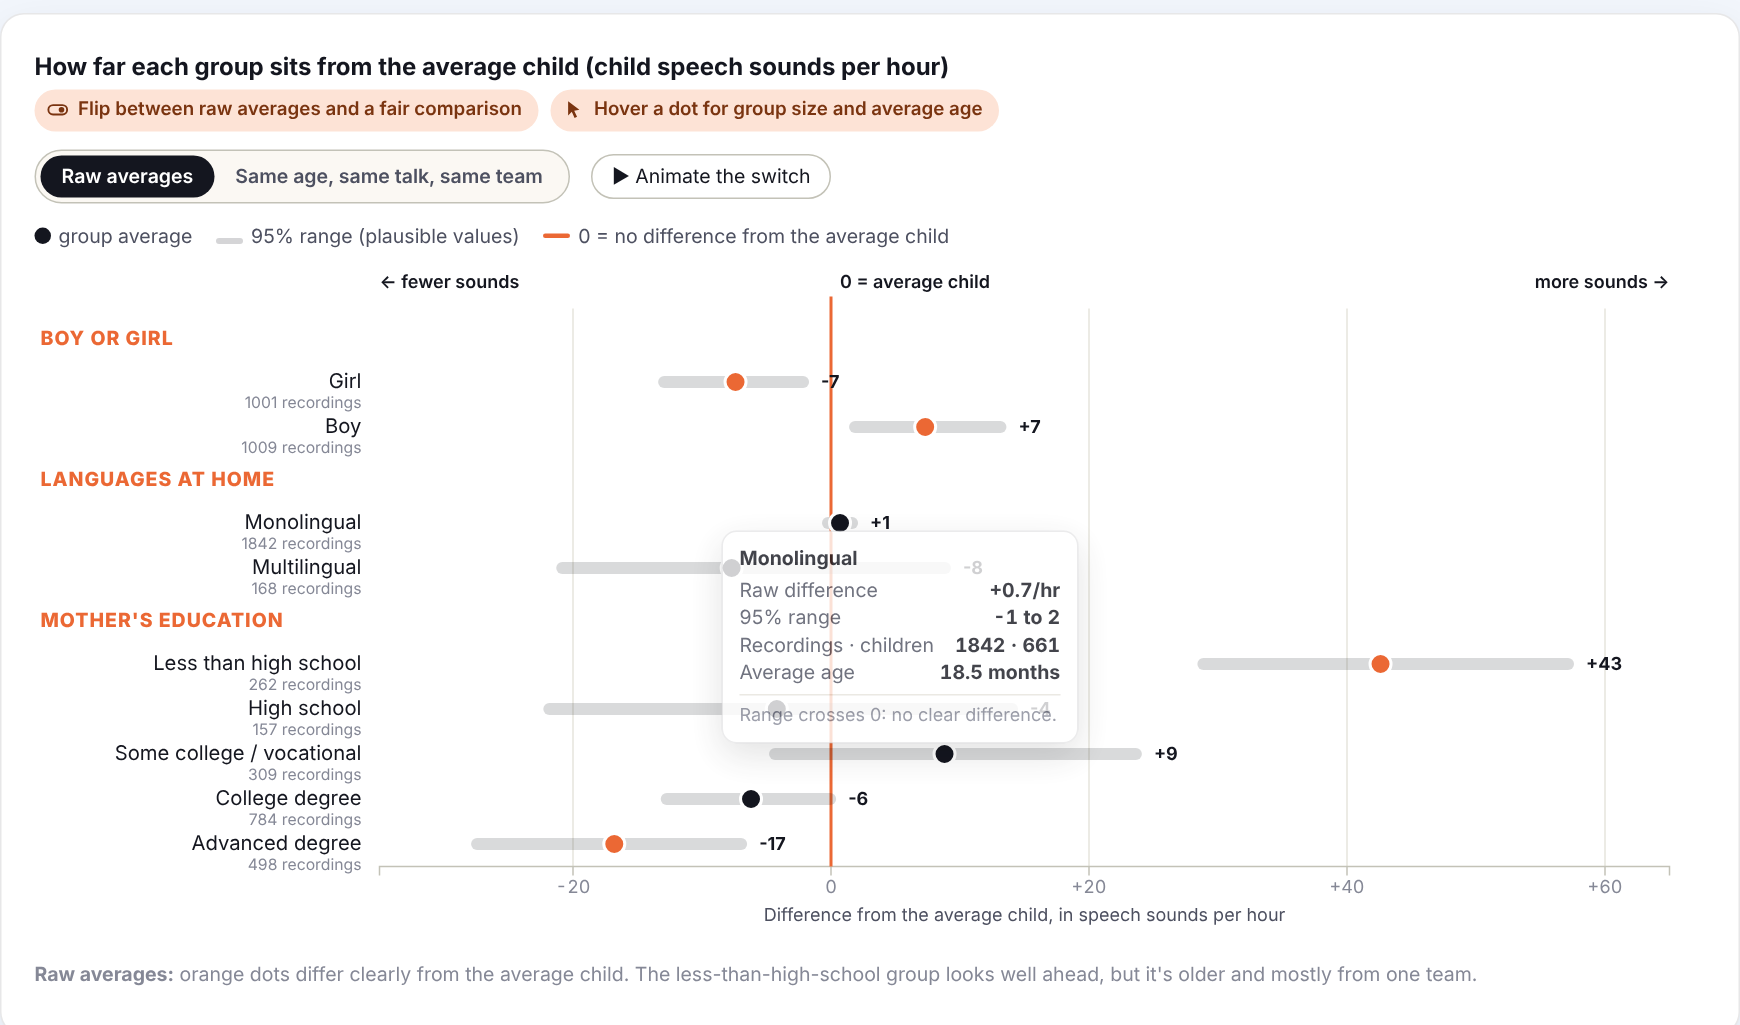 How far each group sits from the average child (child speech sounds per hour)
Flip between raw averages and a fair comparison
Hover a dot for group size and average age
Raw averages
Same age, same talk, same team
▶ Animate the switch
group average
95% range (plausible values)
0 = no difference from the average child
← fewer sounds
0 = average child
more sounds →
BOY OR GIRL
Girl
-7
1001 recordings
Boy
+7
1009 recordings
LANGUAGES AT HOME
Monolingual
+1
1842 recordings
Multilingual
-8
168 recordings
Monolingual
Raw difference +0.7/hr
95% range -1 to 2
Recordings · children 1842 · 661
Average age 18.5 months
Range crosses 0: no clear difference.
MOTHER'S EDUCATION
Less than high school
+43
262 recordings
High school
-4
157 recordings
Some college / vocational
+9
309 recordings
College degree
-6
784 recordings
Advanced degree
-17
498 recordings
-20
0
+20
+40
+60
Difference from the average child, in speech sounds per hour
Raw averages: orange dots differ clearly from the average child. The less-than-high-school group looks well ahead, but it's older and mostly from one team.